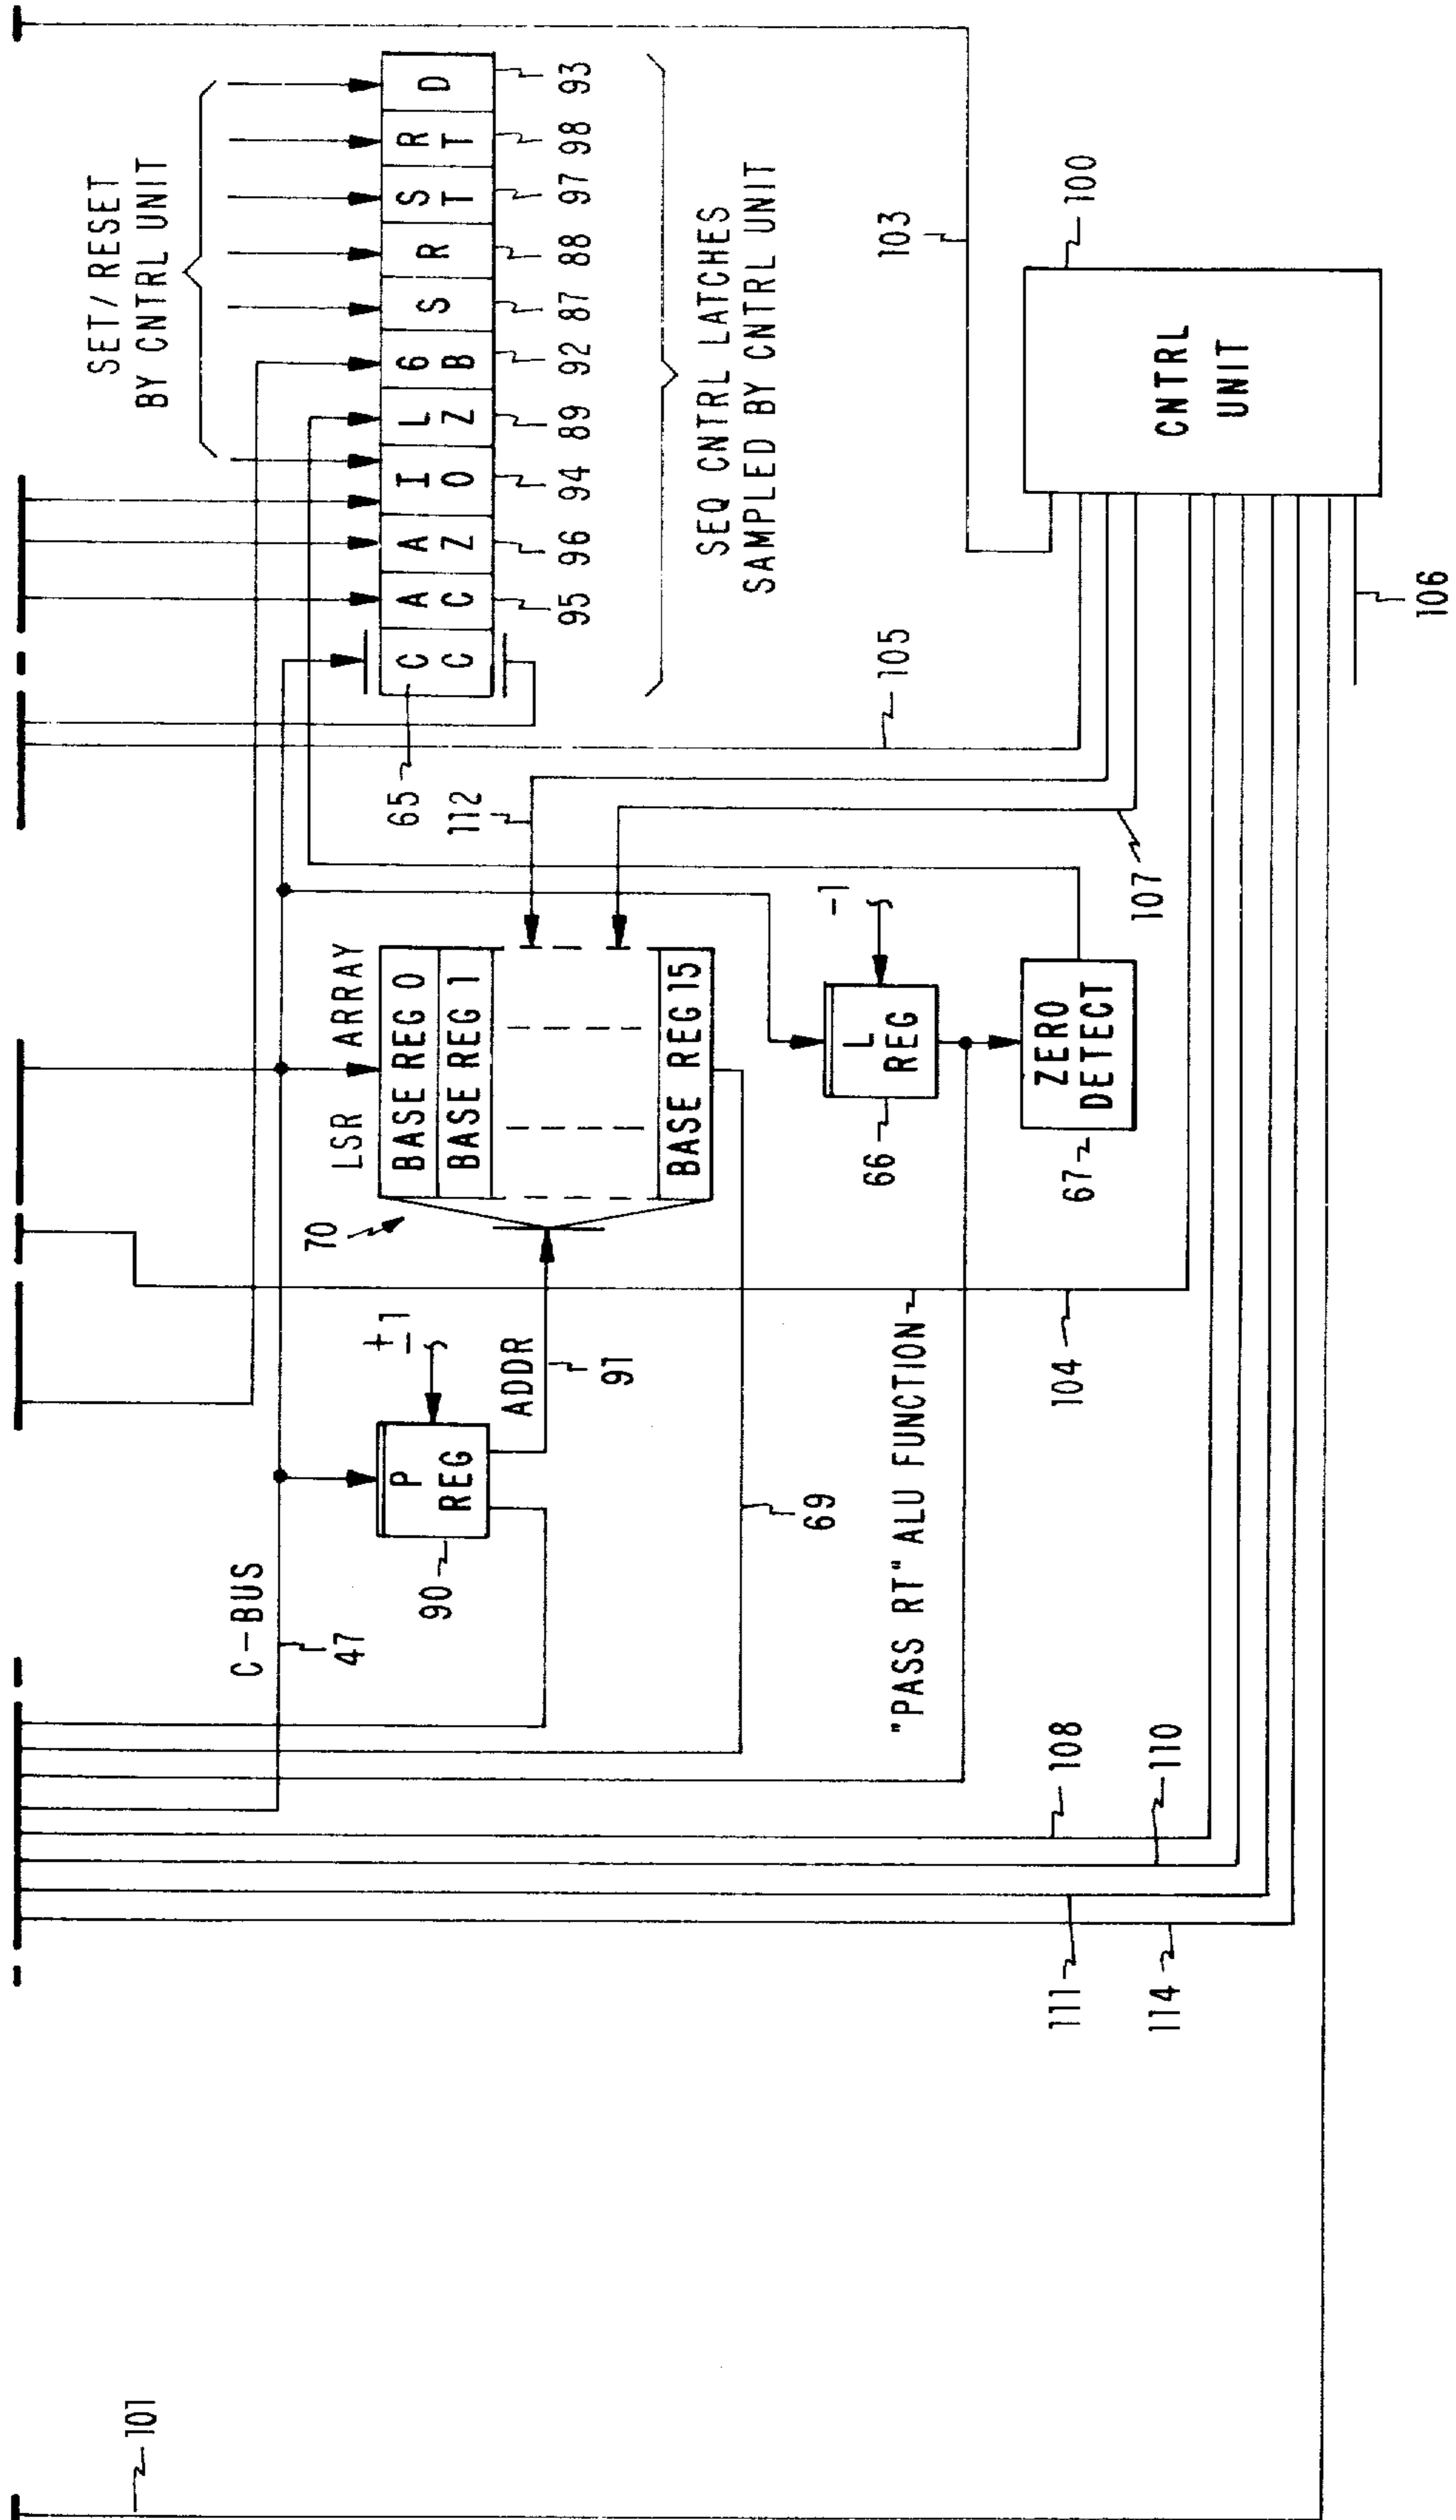 SET/RESET
BY CNTRL UNIT
C C
A C
A Z
I O
L Z
6 B
S
R
S T
R T
D
65
95
96
94
89
92
87
88
97
98
93
SEQ CNTRL LATCHES
SAMPLED BY CNTRL UNIT
C-BUS
47
P
REG
90
±1
ADDR
91
70
LSR ARRAY
BASE REG 0
BASE REG 1
BASE REG 15
69
112
107
105
103
L
REG
66
-1
ZERO
DETECT
67
"PASS RT" ALU FUNCTION
104
108
110
111
114
101
CNTRL
UNIT
100
106